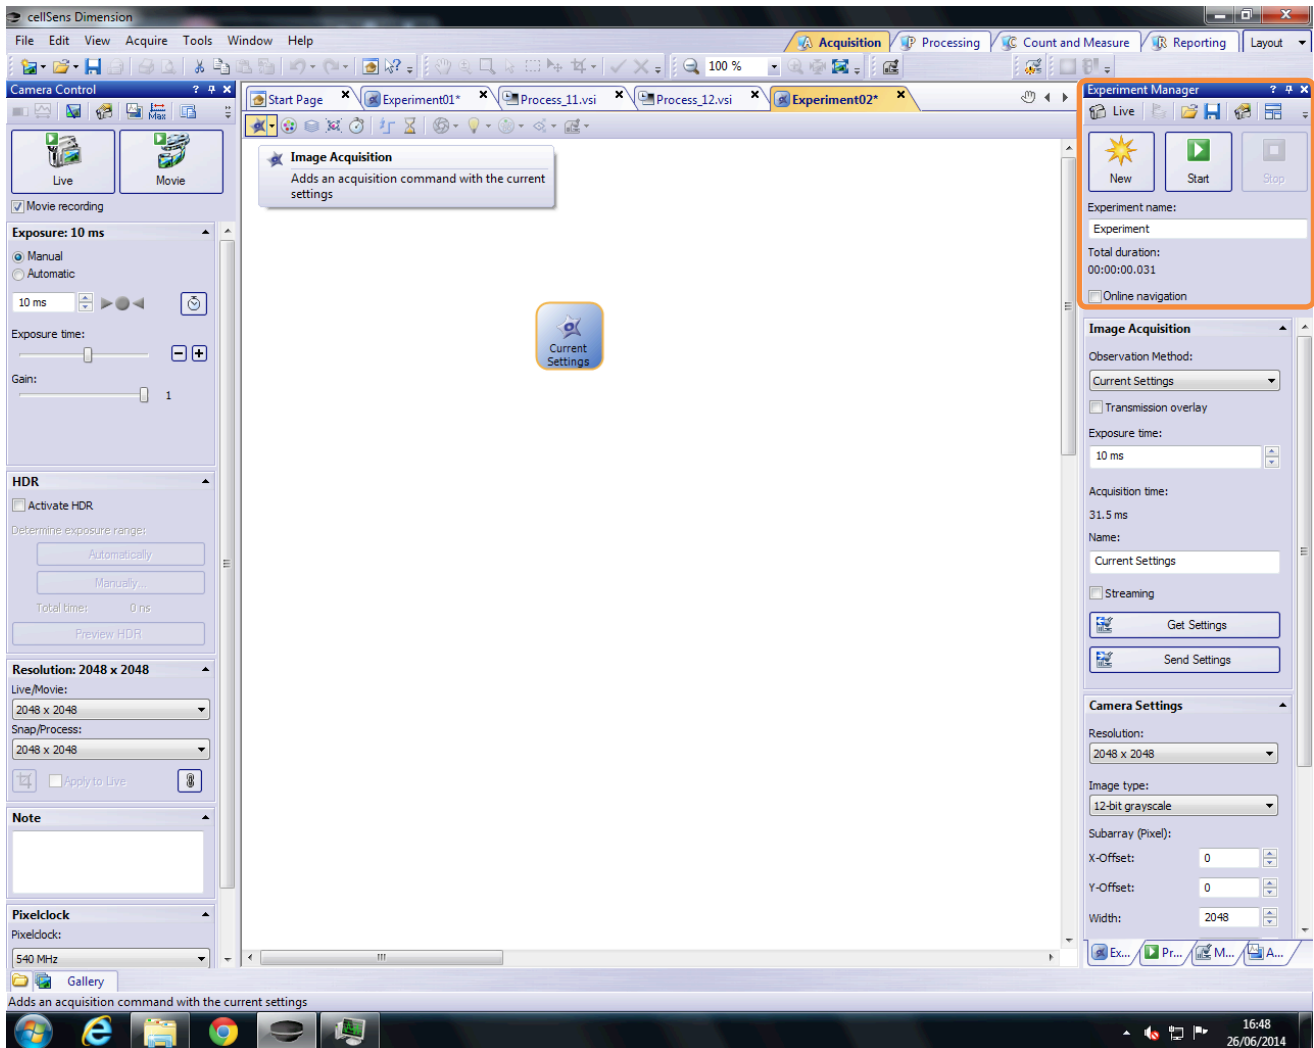 cellSens Dimension
File Edit View Acquire Tools Window Help
Acquisition Processing Count and Measure Reporting Layout
100 %
Camera Control
Max
Live Movie
Movie recording
Exposure: 10 ms
Manual
Automatic
10 ms
Exposure time:
Gain:
1
HDR
Activate HDR
Determine exposure range:
Automatically
Manually...
Total time: 0 ns
Preview HDR
Resolution: 2048 x 2048
Live/Movie:
2048 x 2048
Snap/Process:
2048 x 2048
Apply to Live
Note
Pixelclock
Pixelclock:
540 MHz
Start Page Experiment01* Process_11.vsi Process_12.vsi Experiment02*
Image Acquisition
Adds an acquisition command with the current
settings
Current
Settings
Experiment Manager
Live
New Start Stop
Experiment name:
Experiment
Total duration:
00:00:00.031
Online navigation
Image Acquisition
Observation Method:
Current Settings
Transmission overlay
Exposure time:
10 ms
Acquisition time:
31.5 ms
Name:
Current Settings
Streaming
Get Settings
Send Settings
Camera Settings
Resolution:
2048 x 2048
Image type:
12-bit grayscale
Subarray (Pixel):
X-Offset: 0
Y-Offset: 0
Width: 2048
Ex... Pr... M... A...
Gallery
Adds an acquisition command with the current settings
16:48
26/06/2014